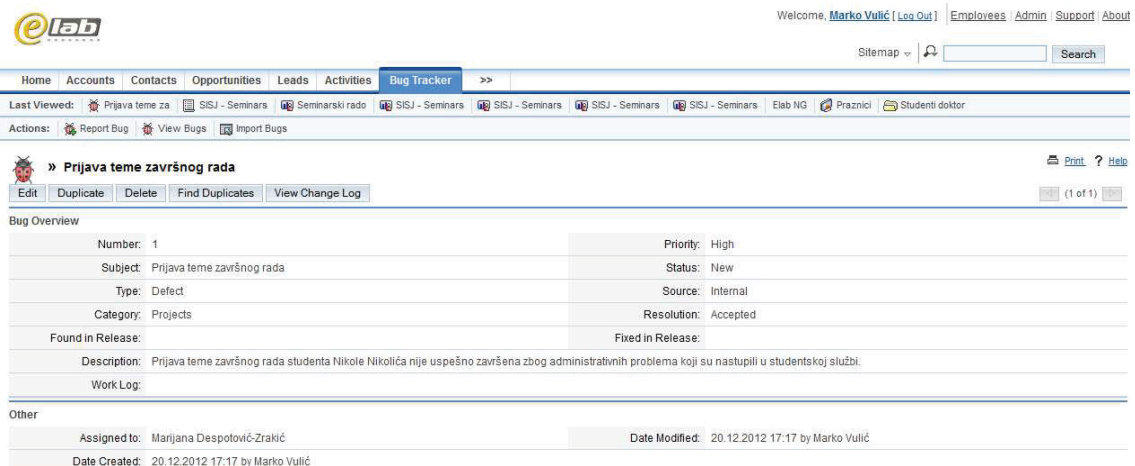 Welcome, Marko Vulić [ Log Out ] Employees | Admin | Support | About
elab
Sitemap Search
Home Accounts Contacts Opportunities Leads Activities Bug Tracker >>
Last Viewed: Prijava teme za SISJ - Seminars Seminarski rado SISJ - Seminars SISJ - Seminars SISJ - Seminars SISJ - Seminars Elab NG Praznici Studenti doktor
Actions: Report Bug View Bugs Import Bugs
» Prijava teme završnog rada Print ? Help
Edit Duplicate Delete Find Duplicates View Change Log (1 of 1)
Bug Overview
Number: 1 Priority: High
Subject: Prijava teme završnog rada Status: New
Type: Defect Source: Internal
Category: Projects Resolution: Accepted
Found in Release: Fixed in Release:
Description: Prijava teme završnog rada studenta Nikole Nikolića nije uspešno završena zbog administrativnih problema koji su nastupili u studentskoj službi.
Work Log:
Other
Assigned to: Marijana Despotović-Zrakić Date Modified: 20.12.2012 17:17 by Marko Vulić
Date Created: 20.12.2012 17:17 by Marko Vulić